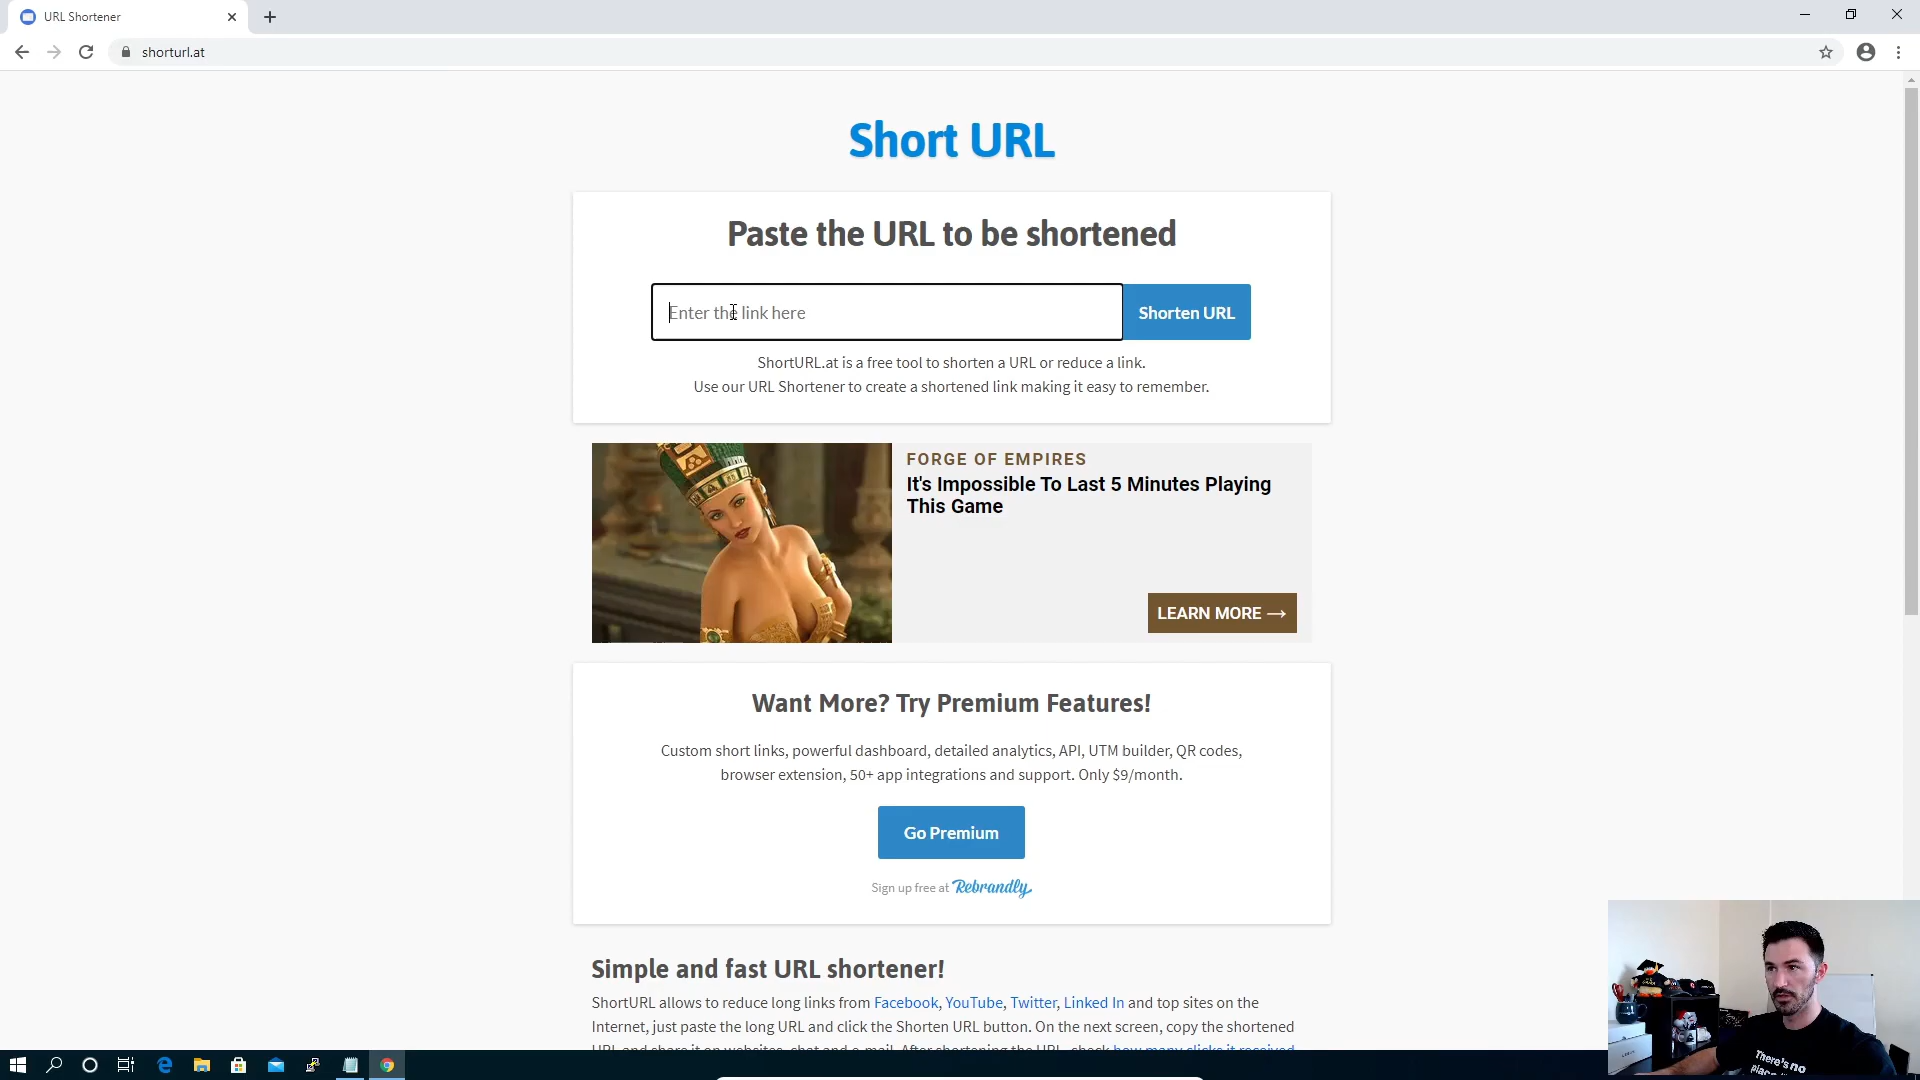 URL Shortener
shorturl.at
Short URL
Paste the URL to be shortened
Enter the link here
Shorten URL
ShortURL.at is a free tool to shorten a URL or reduce a link.
Use our URL Shortener to create a shortened link making it easy to remember.
FORGE OF EMPIRES
It's Impossible To Last 5 Minutes Playing
This Game
LEARN MORE →
Want More? Try Premium Features!
Custom short links, powerful dashboard, detailed analytics, API, UTM builder, QR codes,
browser extension, 50+ app integrations and support. Only $9/month.
Go Premium
Sign up free at Rebrandly
Simple and fast URL shortener!
ShortURL allows to reduce long links from Facebook, YouTube, Twitter, Linked In and top sites on the
Internet, just paste the long URL and click the Shorten URL button. On the next screen, copy the shortened
URL and share it on websites, chat and e-mail. After shortening the URL, check how many clicks it received
There's no
place